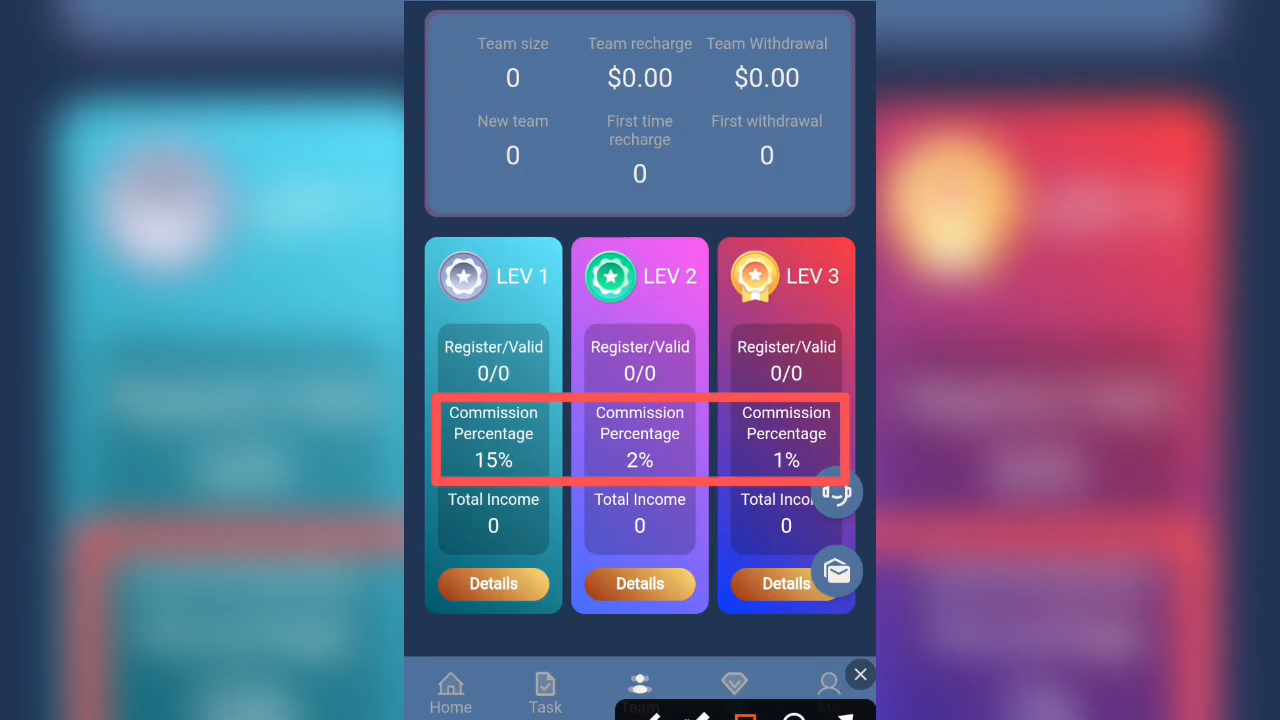 Team size
Team recharge
Team Withdrawal
0
$0.00
$0.00
New team
First time
recharge
First withdrawal
0
0
0
LEV 1
LEV 2
LEV 3
Register/Valid
Register/Valid
Register/Valid
0/0
0/0
0/0
Commission
Percentage
15%
Commission
Percentage
2%
Commission
Percentage
1%
Total Income
0
Total Income
0
Total
0
Details
Details
Details
Home
Task
Team